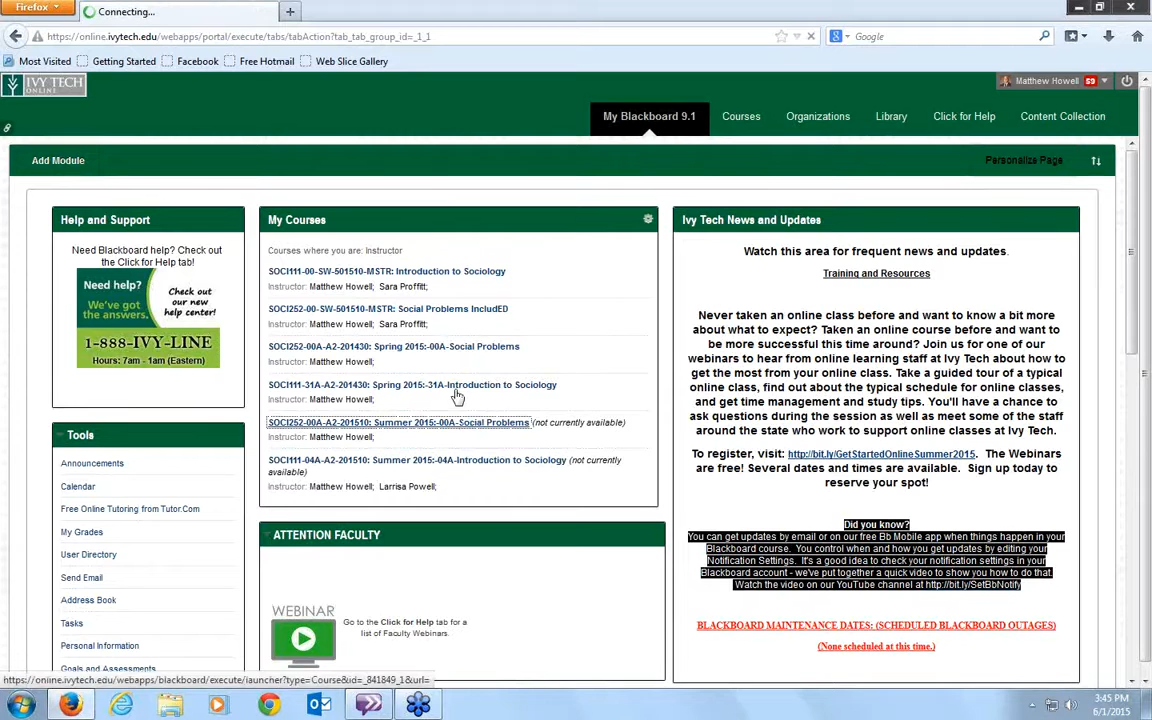 Firefox
Connecting...
https://online.ivytech.edu/webapps/portal/execute/tabs/tabAction?tab_tab_group_id=_1_1
Google
Most Visited
Getting Started
Facebook
Free Hotmail
Web Slice Gallery
IVY TECH
ONLINE
Matthew Howell
59
My Blackboard 9.1
Courses
Organizations
Library
Click for Help
Content Collection
Add Module
Personalize Page
Help and Support
Need Blackboard help? Check out
the Click for Help tab!
Need help?
We've got
the answers.
Check out
our new
help center!
1-888-IVY-LINE
Hours: 7am - 1am (Eastern)
Tools
Announcements
Calendar
Free Online Tutoring from Tutor.Com
My Grades
User Directory
Send Email
Address Book
Tasks
Personal Information
Goals and Assessments
My Courses
Courses where you are: Instructor
SOCI111-00-SW-501510-MSTR: Introduction to Sociology
Instructor: Matthew Howell; Sara Proffitt;
SOCI252-00-SW-501510-MSTR: Social Problems IncludED
Instructor: Matthew Howell; Sara Proffitt;
SOCI252-00A-A2-201430: Spring 2015:-00A-Social Problems
Instructor: Matthew Howell;
SOCI111-31A-A2-201430: Spring 2015:-31A-Introduction to Sociology
Instructor: Matthew Howell;
SOCI252-00A-A2-201510: Summer 2015:-00A-Social Problems (not currently available)
Instructor: Matthew Howell;
SOCI111-04A-A2-201510: Summer 2015:-04A-Introduction to Sociology (not currently
available)
Instructor: Matthew Howell; Larrisa Powell;
ATTENTION FACULTY
WEBINAR
Go to the Click for Help tab for a
list of Faculty Webinars.
Ivy Tech News and Updates
Watch this area for frequent news and updates.
Training and Resources
Never taken an online class before and want to know a bit more
about what to expect? Taken an online course before and want to
be more successful this time around? Join us for one of our
webinars to hear from online learning staff at Ivy Tech about how to
get the most from your online class. Take a guided tour of a typical
online class, find out about the typical schedule for online classes,
and get time management and study tips. You'll have a chance to
ask questions during the session as well as meet some of the staff
around the state who work to support online classes at Ivy Tech.
To register, visit: http://bit.ly/GetStartedOnlineSummer2015. The Webinars
are free! Several dates and times are available. Sign up today to
reserve your spot!
Did you know?
You can get updates by email or on our free Bb Mobile app when things happen in your
Blackboard course. You control when and how you get updates by editing your
Notification Settings. It's a good idea to check your notification settings in your
Blackboard account - we've put together a quick video to show you how to do that.
Watch the video on our YouTube channel at http://bit.ly/SetBbNotify
BLACKBOARD MAINTENANCE DATES: (SCHEDULED BLACKBOARD OUTAGES)
(None scheduled at this time.)
https://online.ivytech.edu/webapps/blackboard/execute/launcher?type=Course&id=_841849_1&url=
3:45 PM
6/1/2015